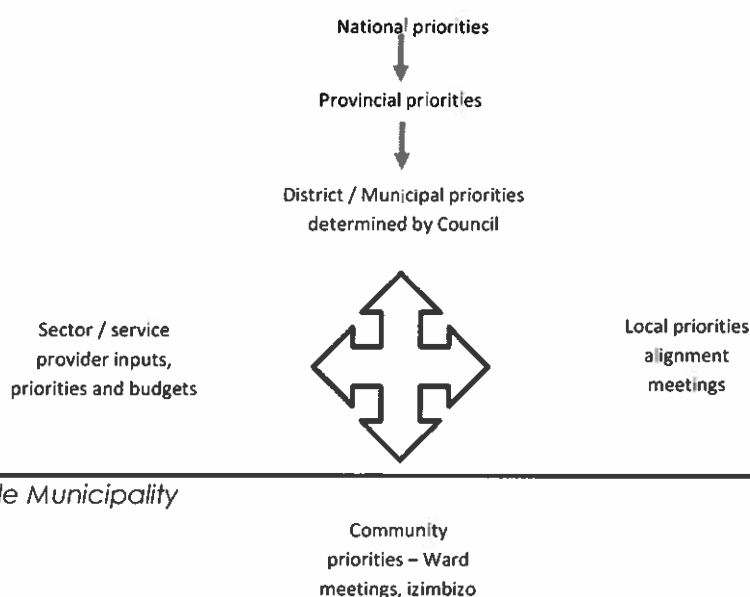 National priorities
Provincial priorities
District / Municipal priorities
determined by Council
Sector / service
provider inputs,
priorities and budgets
Local priorities
alignment
meetings
le Municipality
Community
priorities – Ward
meetings, izimbizo